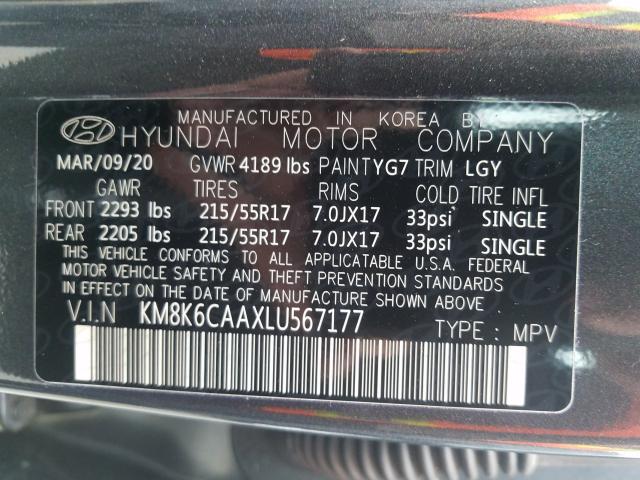 MANUFACTURED IN KOREA BY
HYUNDAI MOTOR COMPANY
MAR/09/20 GVWR 4189 lbs PAINT YG7 TRIM LGY
GAWR TIRES RIMS COLD TIRE INFL
FRONT 2293 lbs 215/55R17 7.0JX17 33psi SINGLE
REAR 2205 lbs 215/55R17 7.0JX17 33psi SINGLE
THIS VEHICLE CONFORMS TO ALL APPLICATABLE U.S.A. FEDERAL
MOTOR VEHICLE SAFETY AND THEFT PREVENTION STANDARDS
IN EFFECT ON THE DATE OF MANUFACTURE SHOWN ABOVE.
V.I.N KM8K6CAAXLU567177 TYPE : MPV